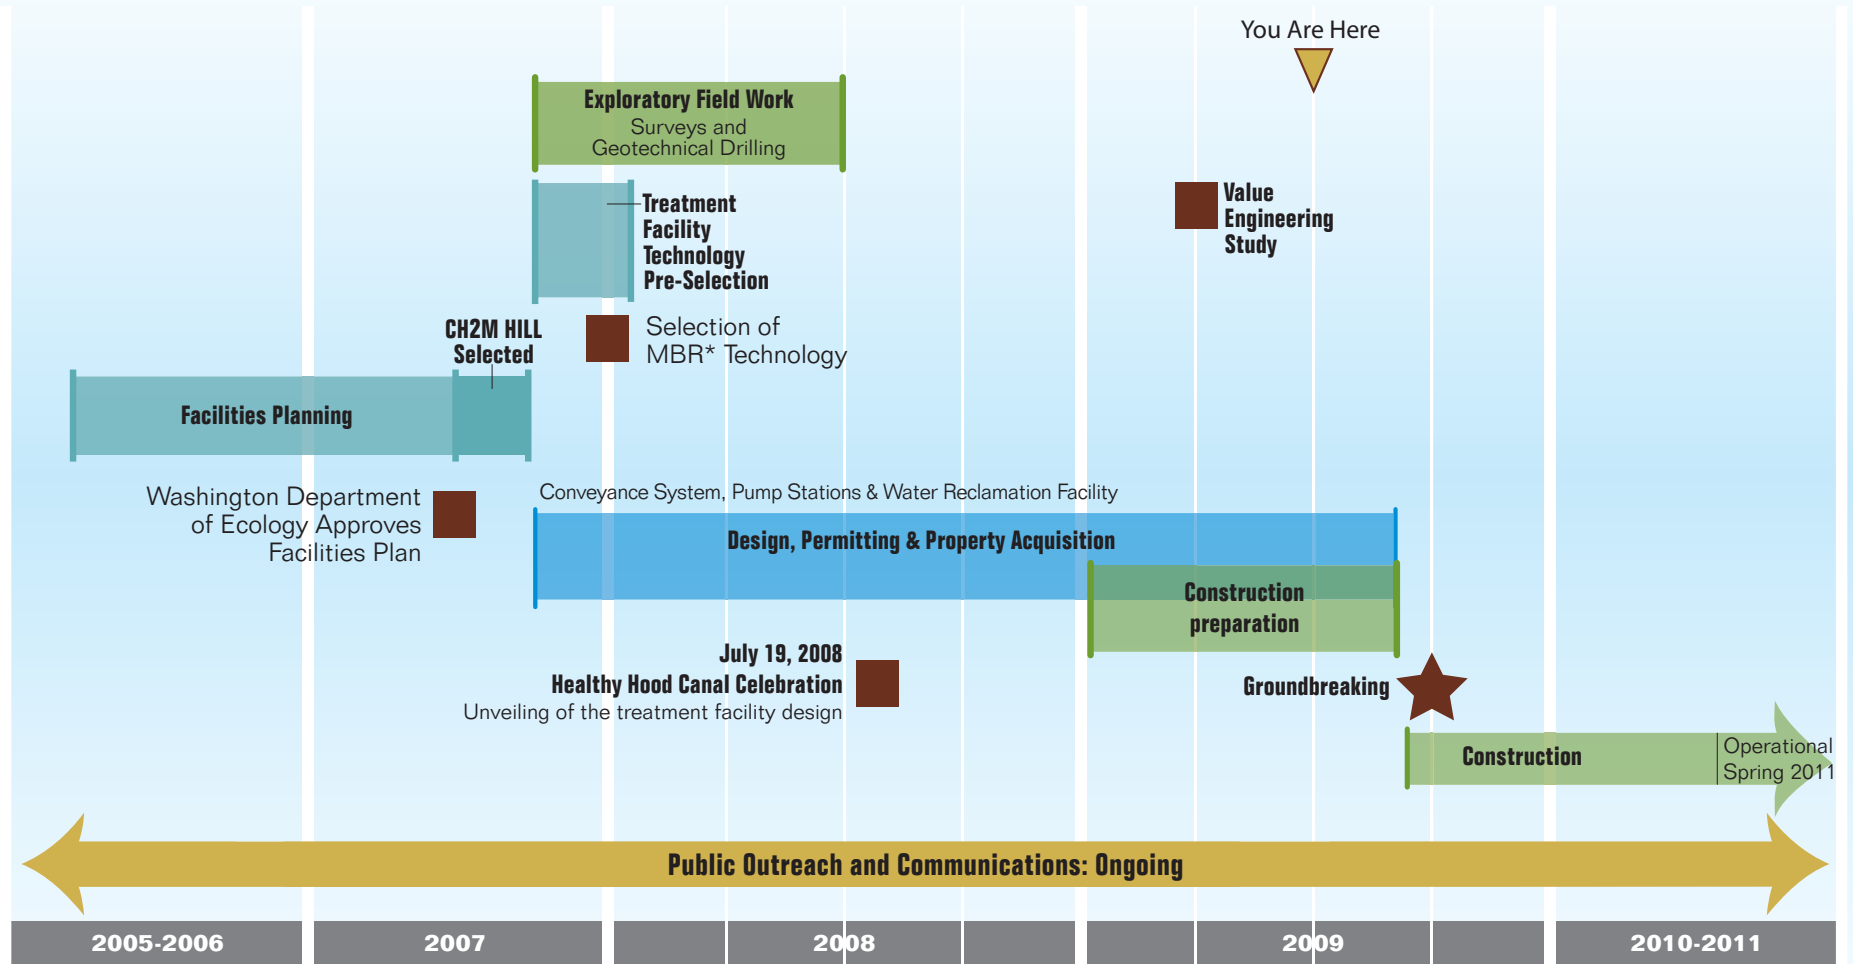 You Are Here
Exploratory Field Work
Surveys and
Geotechnical Drilling
Treatment
Facility
Technology
Pre-Selection
Value
Engineering
Study
CH2M HILL
Selected
Selection of
MBR* Technology
Facilities Planning
Washington Department
of Ecology Approves
Facilities Plan
Conveyance System, Pump Stations & Water Reclamation Facility
Design, Permitting & Property Acquisition
Construction
preparation
July 19, 2008
Healthy Hood Canal Celebration
Unveiling of the treatment facility design
Groundbreaking
Construction
Operational
Spring 2011
Public Outreach and Communications: Ongoing
2005-2006
2007
2008
2009
2010-2011